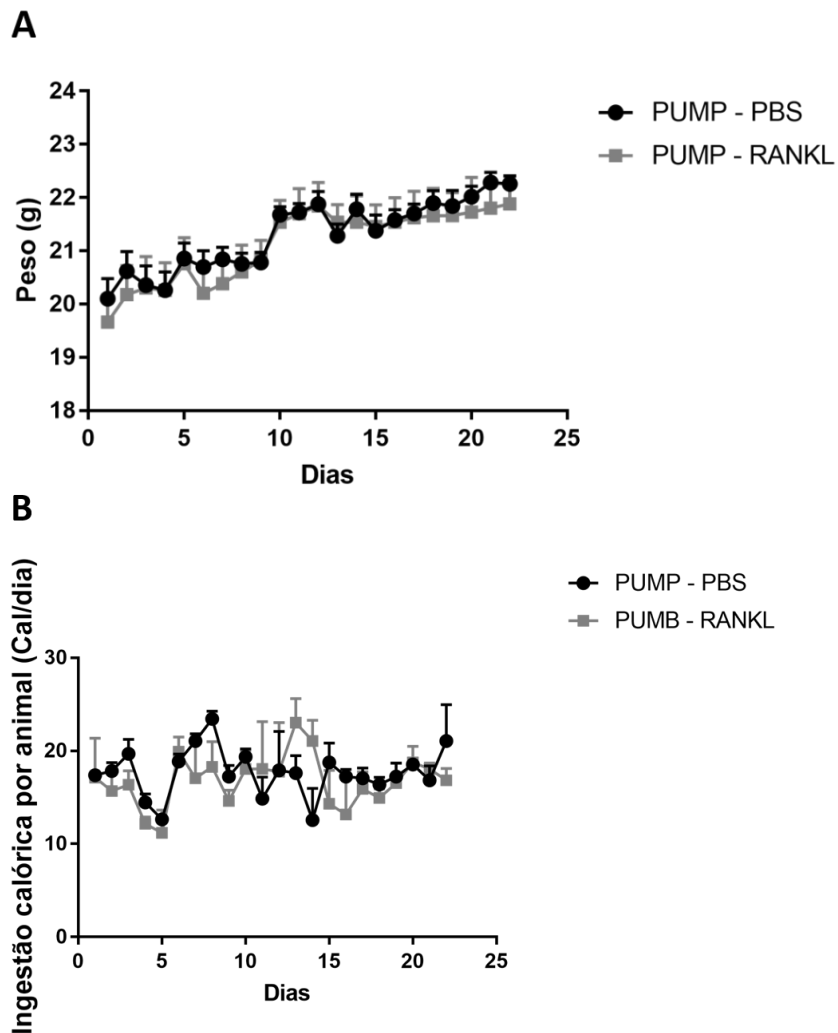 A
24
23
22
21
20
19
18
Peso (g)
0 5 10 15 20 25
Dias
PUMP - PBS
PUMP - RANKL
B
Ingestão calórica por animal (Cal/dia)
30
20
10
0
0 5 10 15 20 25
Dias
PUMP - PBS
PUMB - RANKL